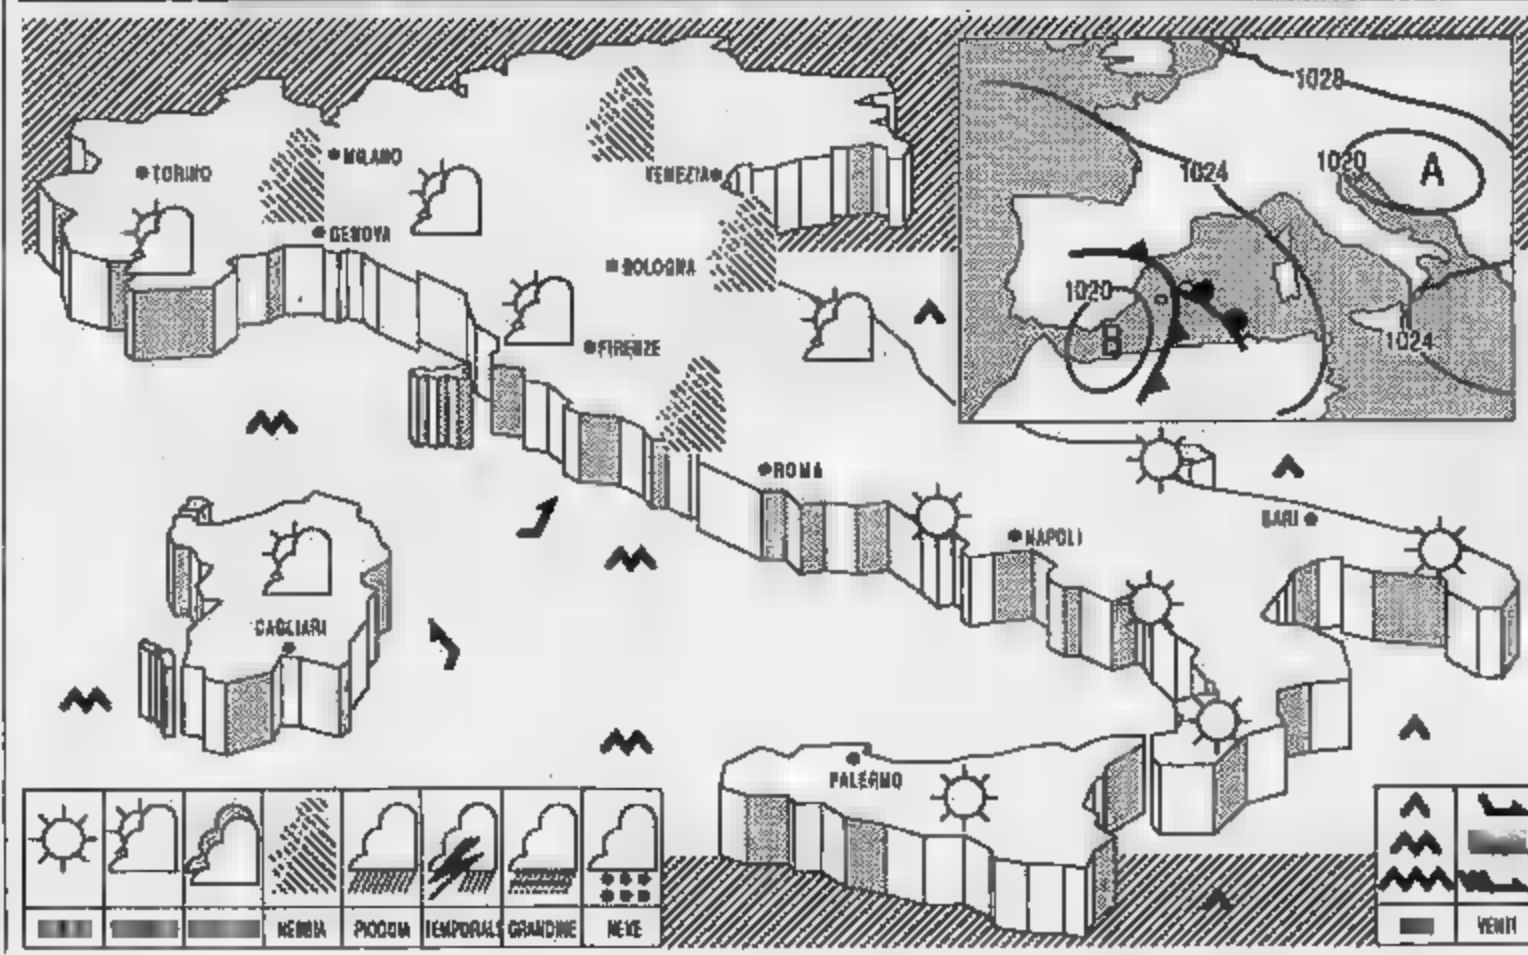 1028
1020
A
1024
MILANO
TORINO
VENEZIA
GENOVA
BOLOGNA
1020
B
1024
FIRENZE
ROMA
BARI
NAPOLI
CAGLIARI
PALERMO
NEBBIA
PIOGGIA
TEMPORALE
GRANDINE
NEVE
VENTI